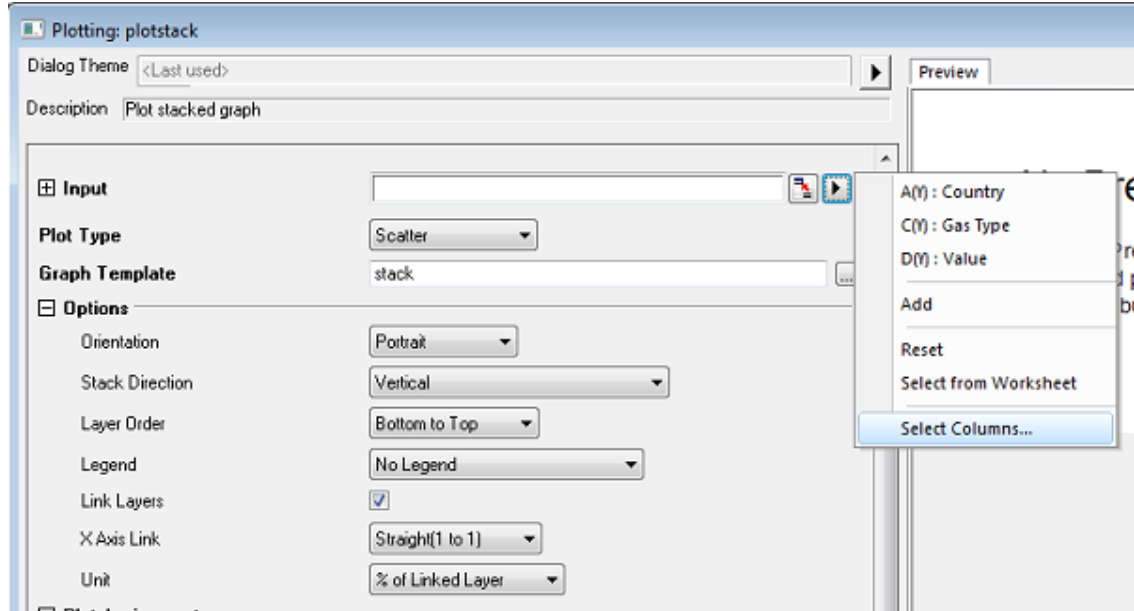 Plotting: plotstack
Dialog Theme <Last used>
Description Plot stacked graph
Input
Plot Type Scatter
Graph Template stack ...
Options
Orientation Portrait
Stack Direction Vertical
Layer Order Bottom to Top
Legend No Legend
Link Layers
X Axis Link Straight(1 to 1)
Unit % of Linked Layer
Preview
A(Y) : Country
C(Y) : Gas Type
D(Y) : Value
Add
Reset
Select from Worksheet
Select Columns...